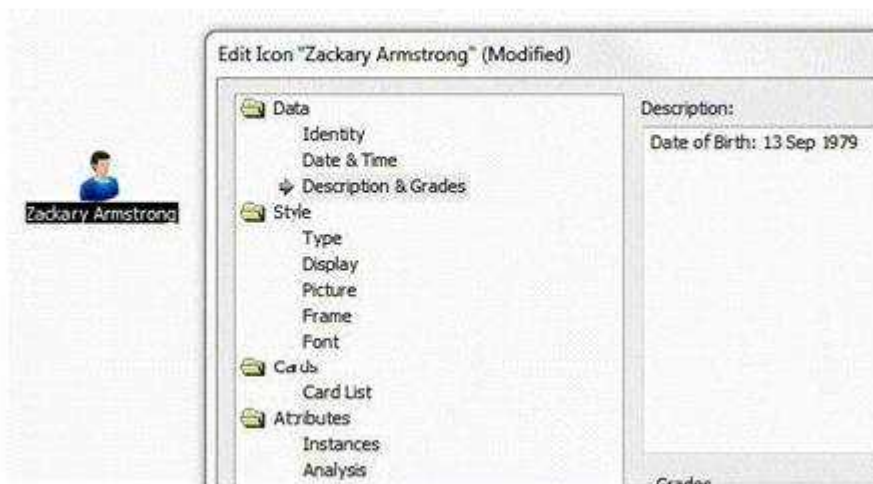 Edit Icon "Zackary Armstrong" (Modified)
Zackary Armstrong
Data
Identity
Date & Time
Description & Grades
Style
Type
Display
Picture
Frame
Font
Cards
Card List
Attributes
Instances
Analysis
Description:
Date of Birth: 13 Sep 1979
Grades